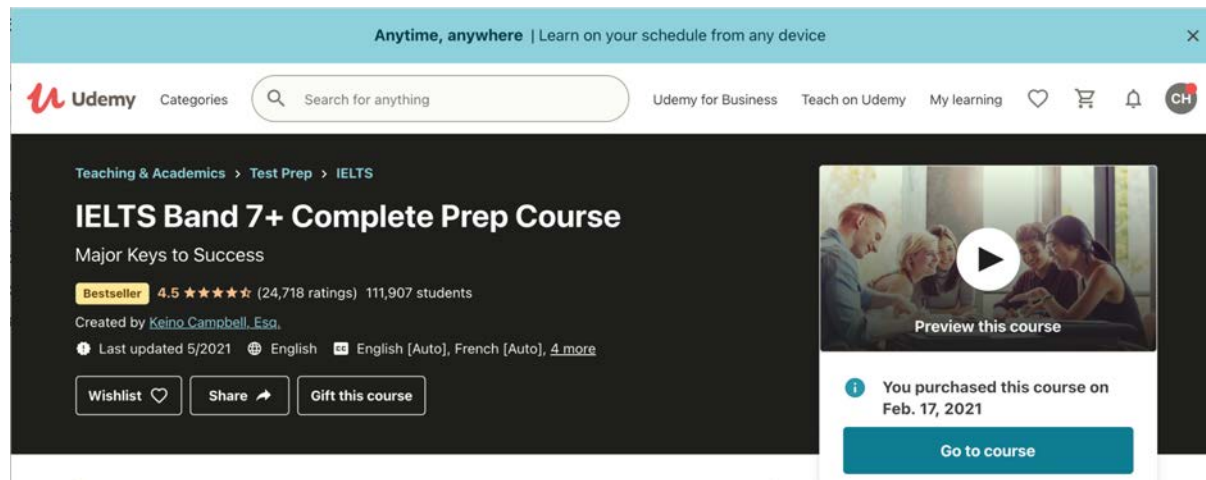 Anytime, anywhere | Learn on your schedule from any device
Udemy Categories Search for anything Udemy for Business Teach on Udemy My learning CH
Teaching & Academics > Test Prep > IELTS
IELTS Band 7+ Complete Prep Course
Major Keys to Success
Bestseller 4.5 (24,718 ratings) 111,907 students
Created by Keino Campbell, Esq.
Last updated 5/2021 English CC English [Auto], French [Auto], 4 more
Wishlist Share Gift this course
Preview this course
You purchased this course on
Feb. 17, 2021
Go to course